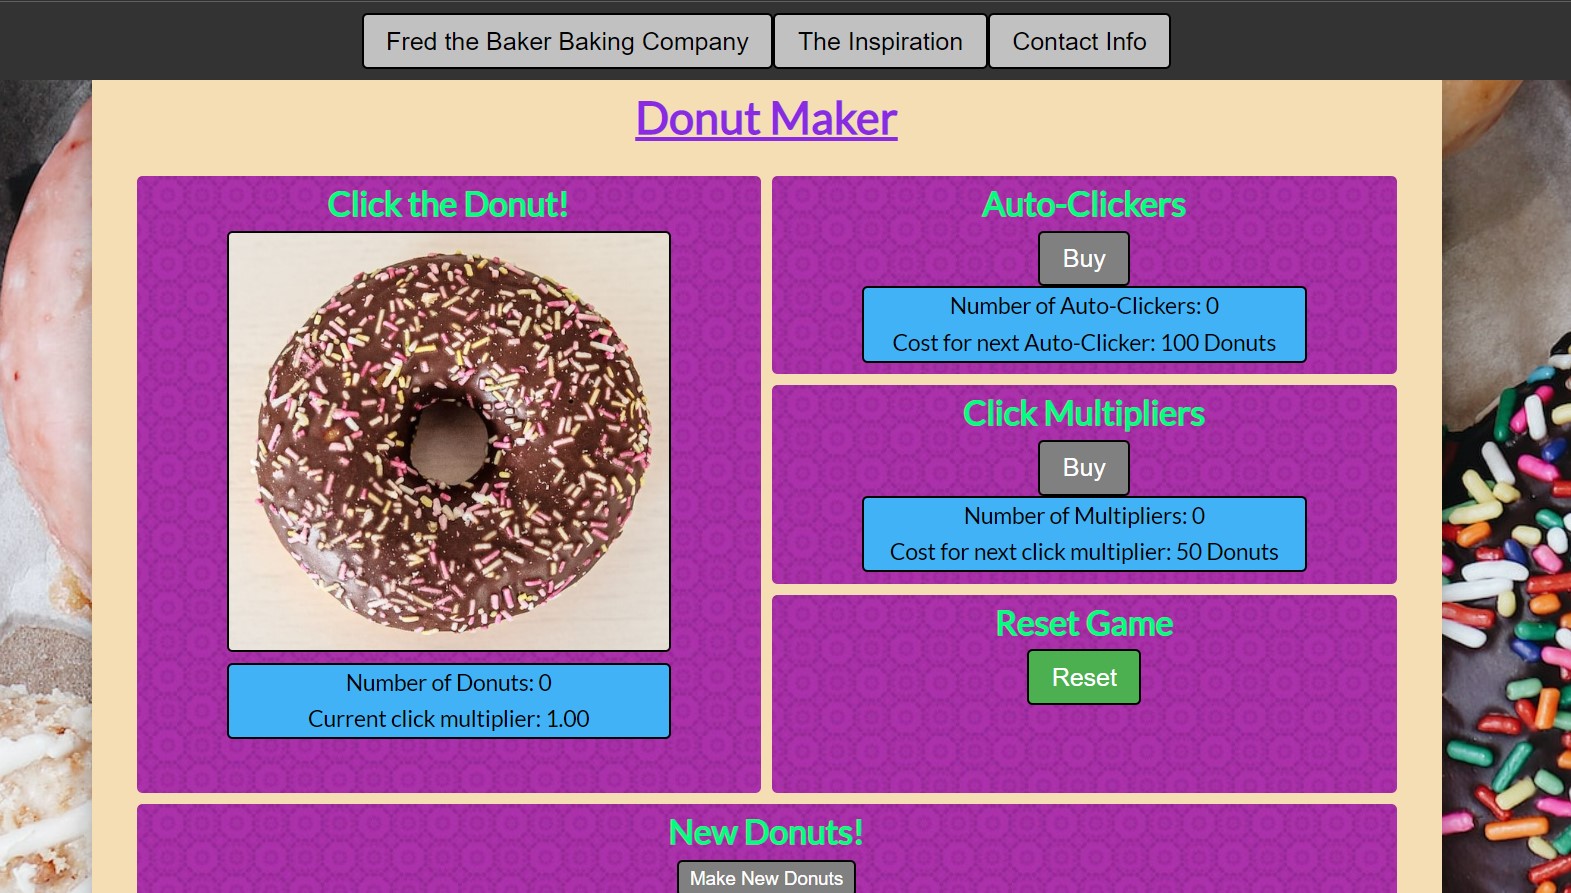 Fred the Baker Baking Company
The Inspiration
Contact Info
Donut Maker
Click the Donut!
Number of Donuts: 0
Current click multiplier: 1.00
Auto-Clickers
Buy
Number of Auto-Clickers: 0
Cost for next Auto-Clicker: 100 Donuts
Click Multipliers
Buy
Number of Multipliers: 0
Cost for next click multiplier: 50 Donuts
Reset Game
Reset
New Donuts!
Make New Donuts